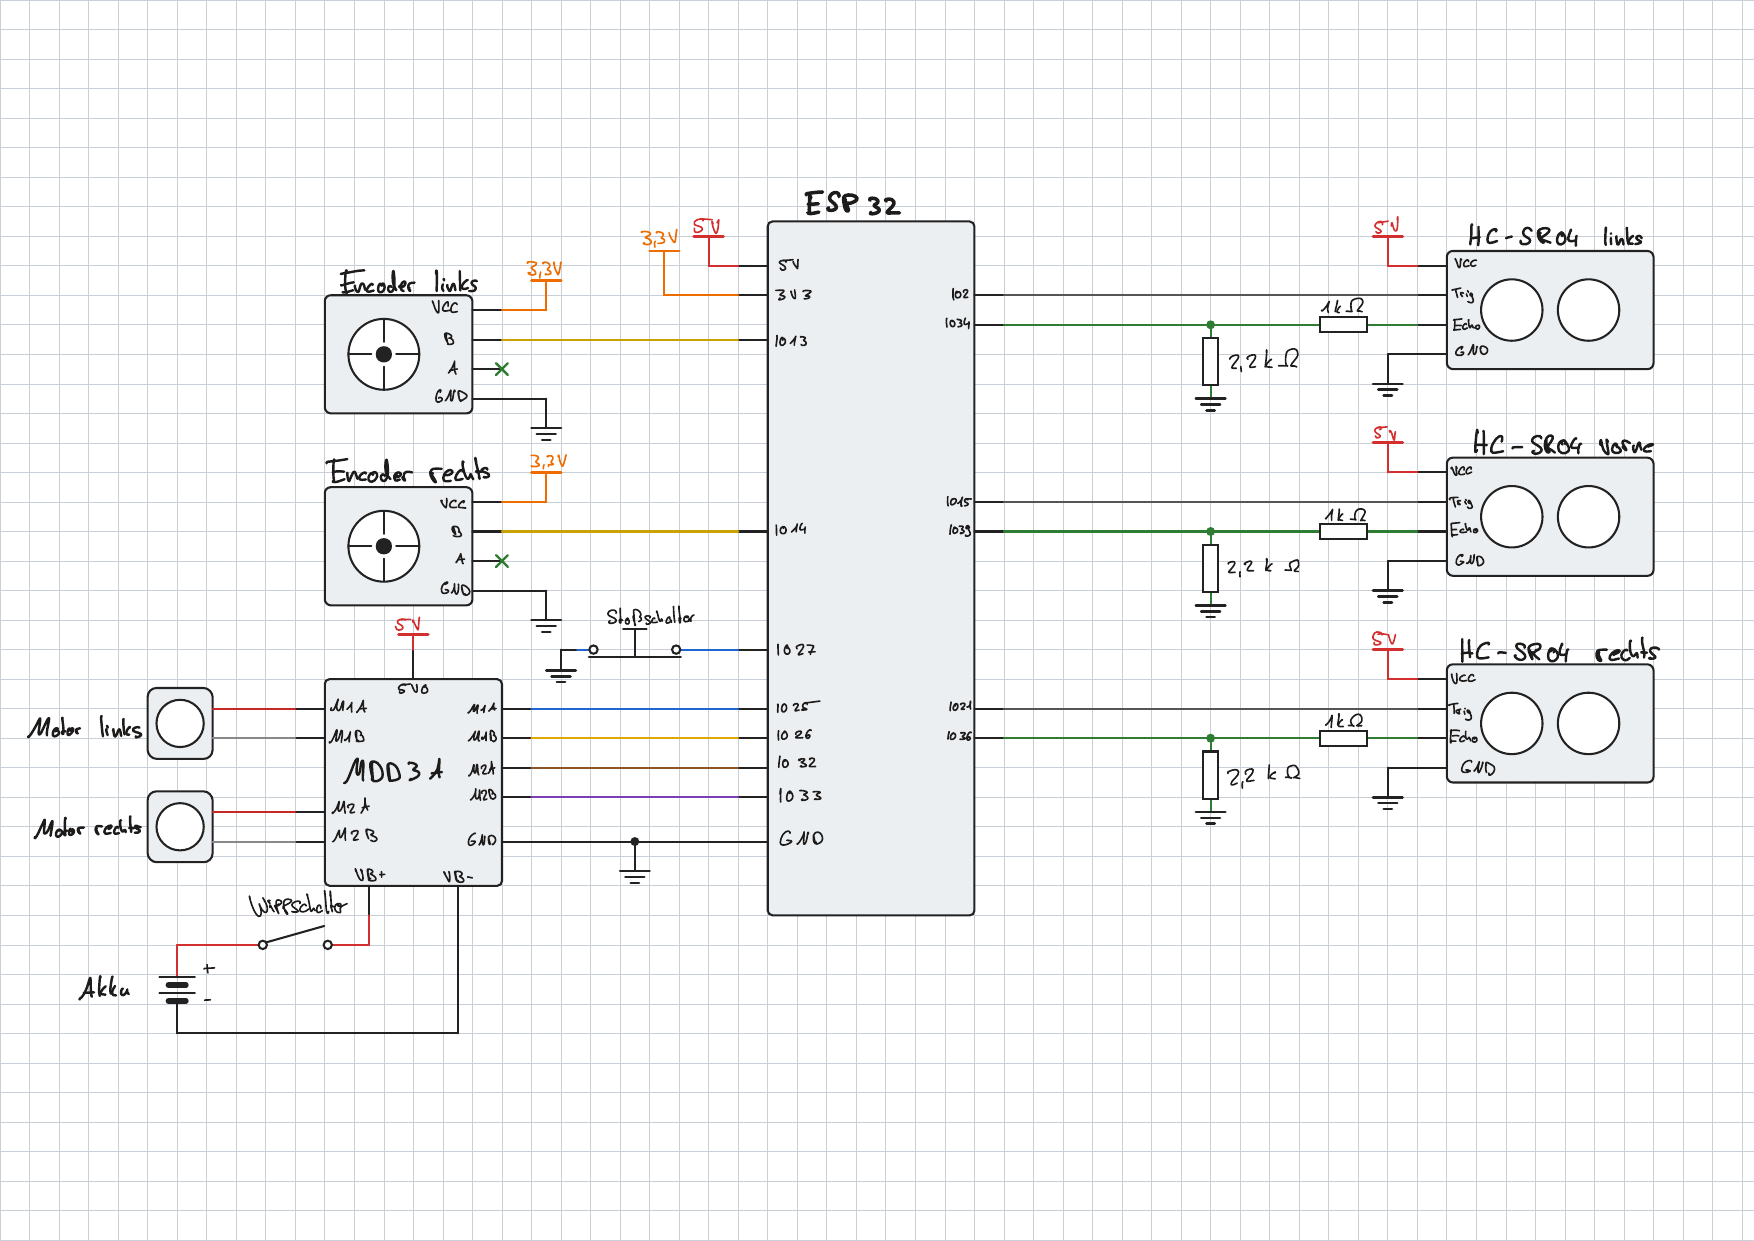 ESP 32
5V
3V3
IO13
IO14
IO27
IO25
IO26
IO32
IO33
GND
IO2
IO34
IO15
IO39
IO21
IO36
5V
3,3V
Encoder links
VCC
B
A
GND
3,3V
Encoder rechts
VCC
B
A
GND
3,3V
Stoßschalter
5V
5V0
MDD3A
M1A
M1B
M2A
M2B
M1A
M1B
M2A
M2B
GND
VB+
VB-
Motor links
Motor rechts
Wippschalter
Akku
+
-
HC-SR04 links
5V
VCC
Trig
Echo
GND
1kΩ
2,2 kΩ
HC-SR04 vorne
5V
VCC
Trig
Echo
GND
1kΩ
2,2 kΩ
HC-SR04 rechts
5V
VCC
Trig
Echo
GND
1kΩ
2,2 kΩ